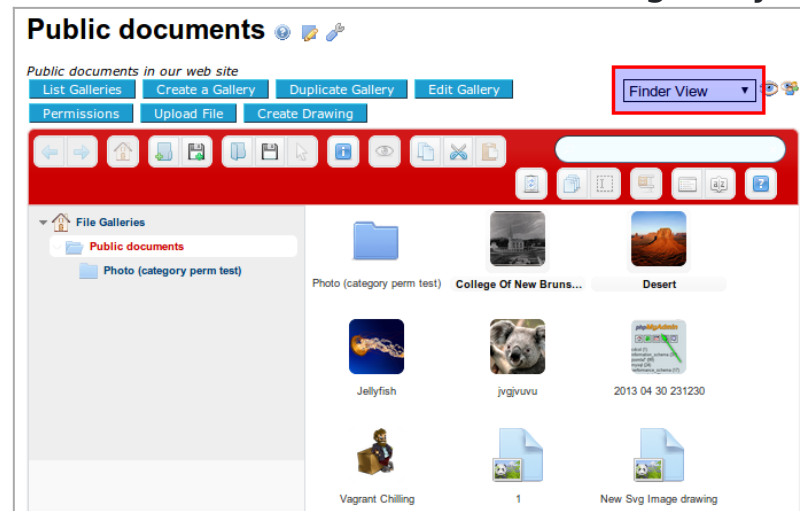 Public documents
Public documents in our web site
List Galleries Create a Gallery Duplicate Gallery Edit Gallery
Finder View
Permissions Upload File Create Drawing
File Galleries
Public documents
Photo (category perm test)
Photo (category perm test) College Of New Bruns... Desert
phpMyAdmin
Jellyfish jvgjvuvu 2013 04 30 231230
Vagrant Chilling 1 New Svg Image drawing